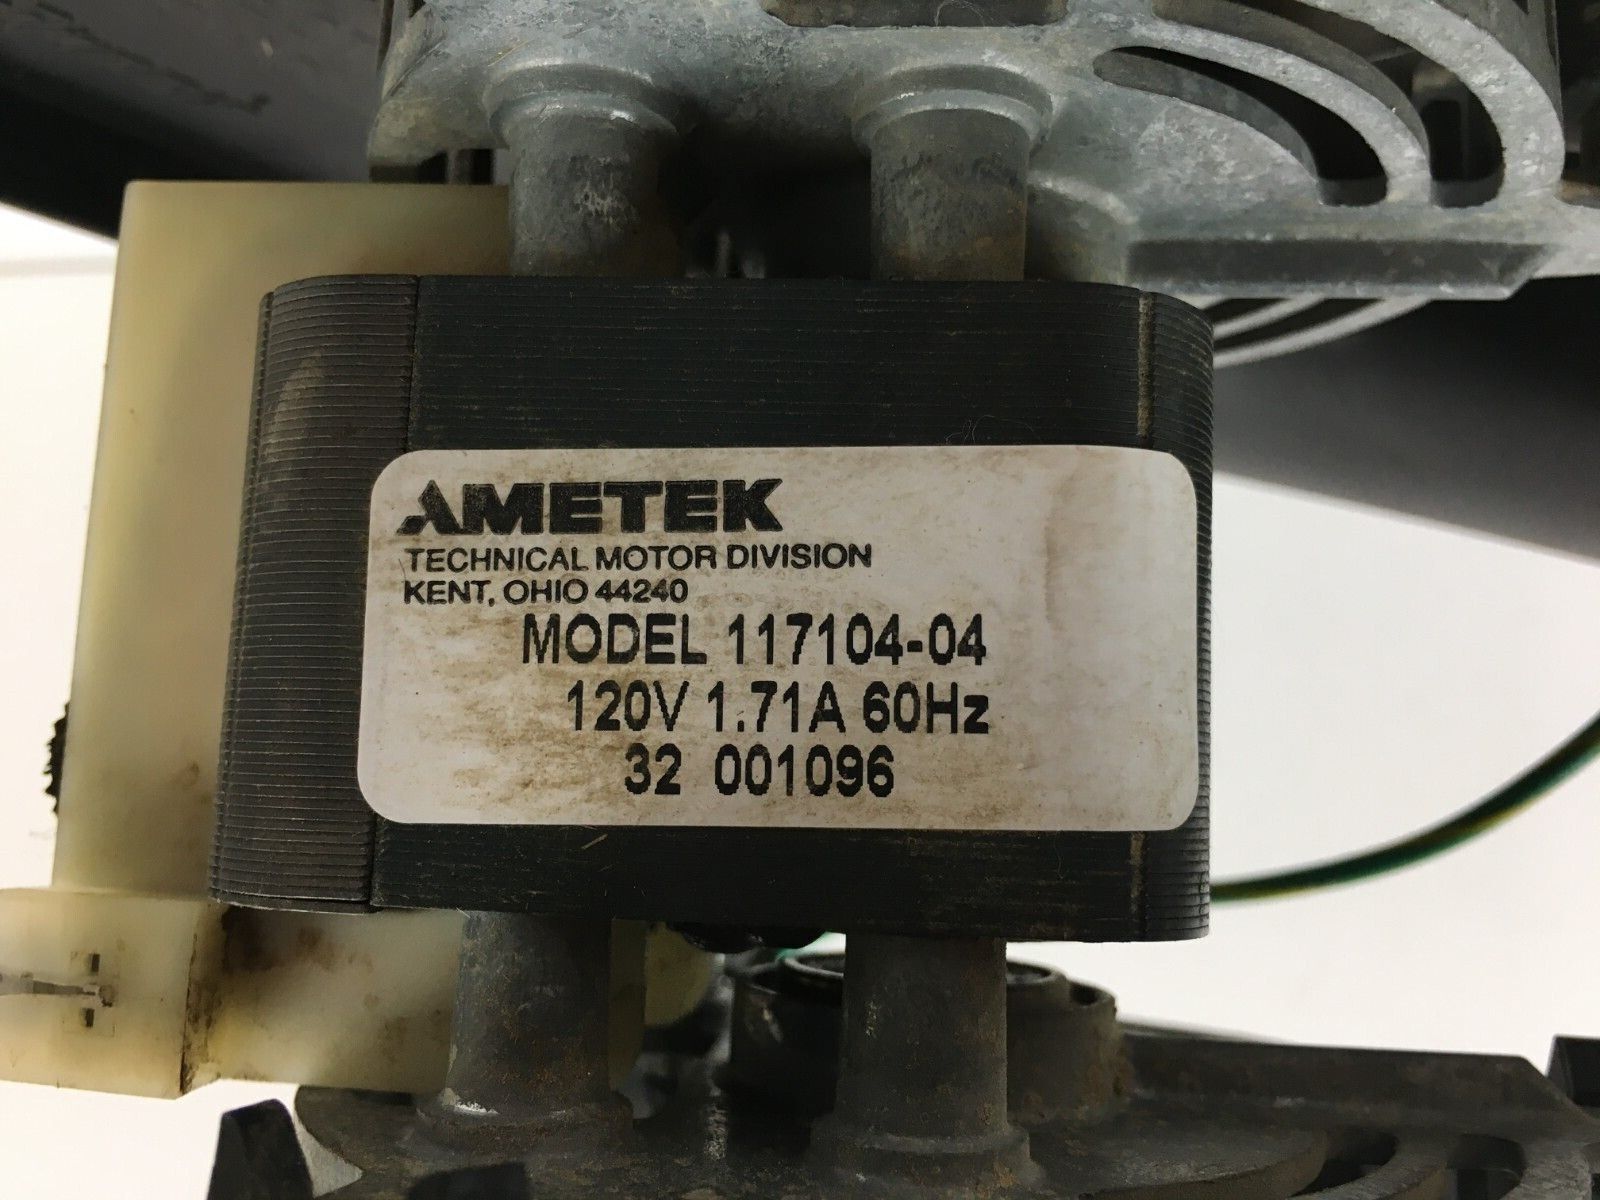 AMETEK
TECHNICAL MOTOR DIVISION
KENT, OHIO 44240
MODEL 117104-04
120V 1.71A 60Hz
32 001096